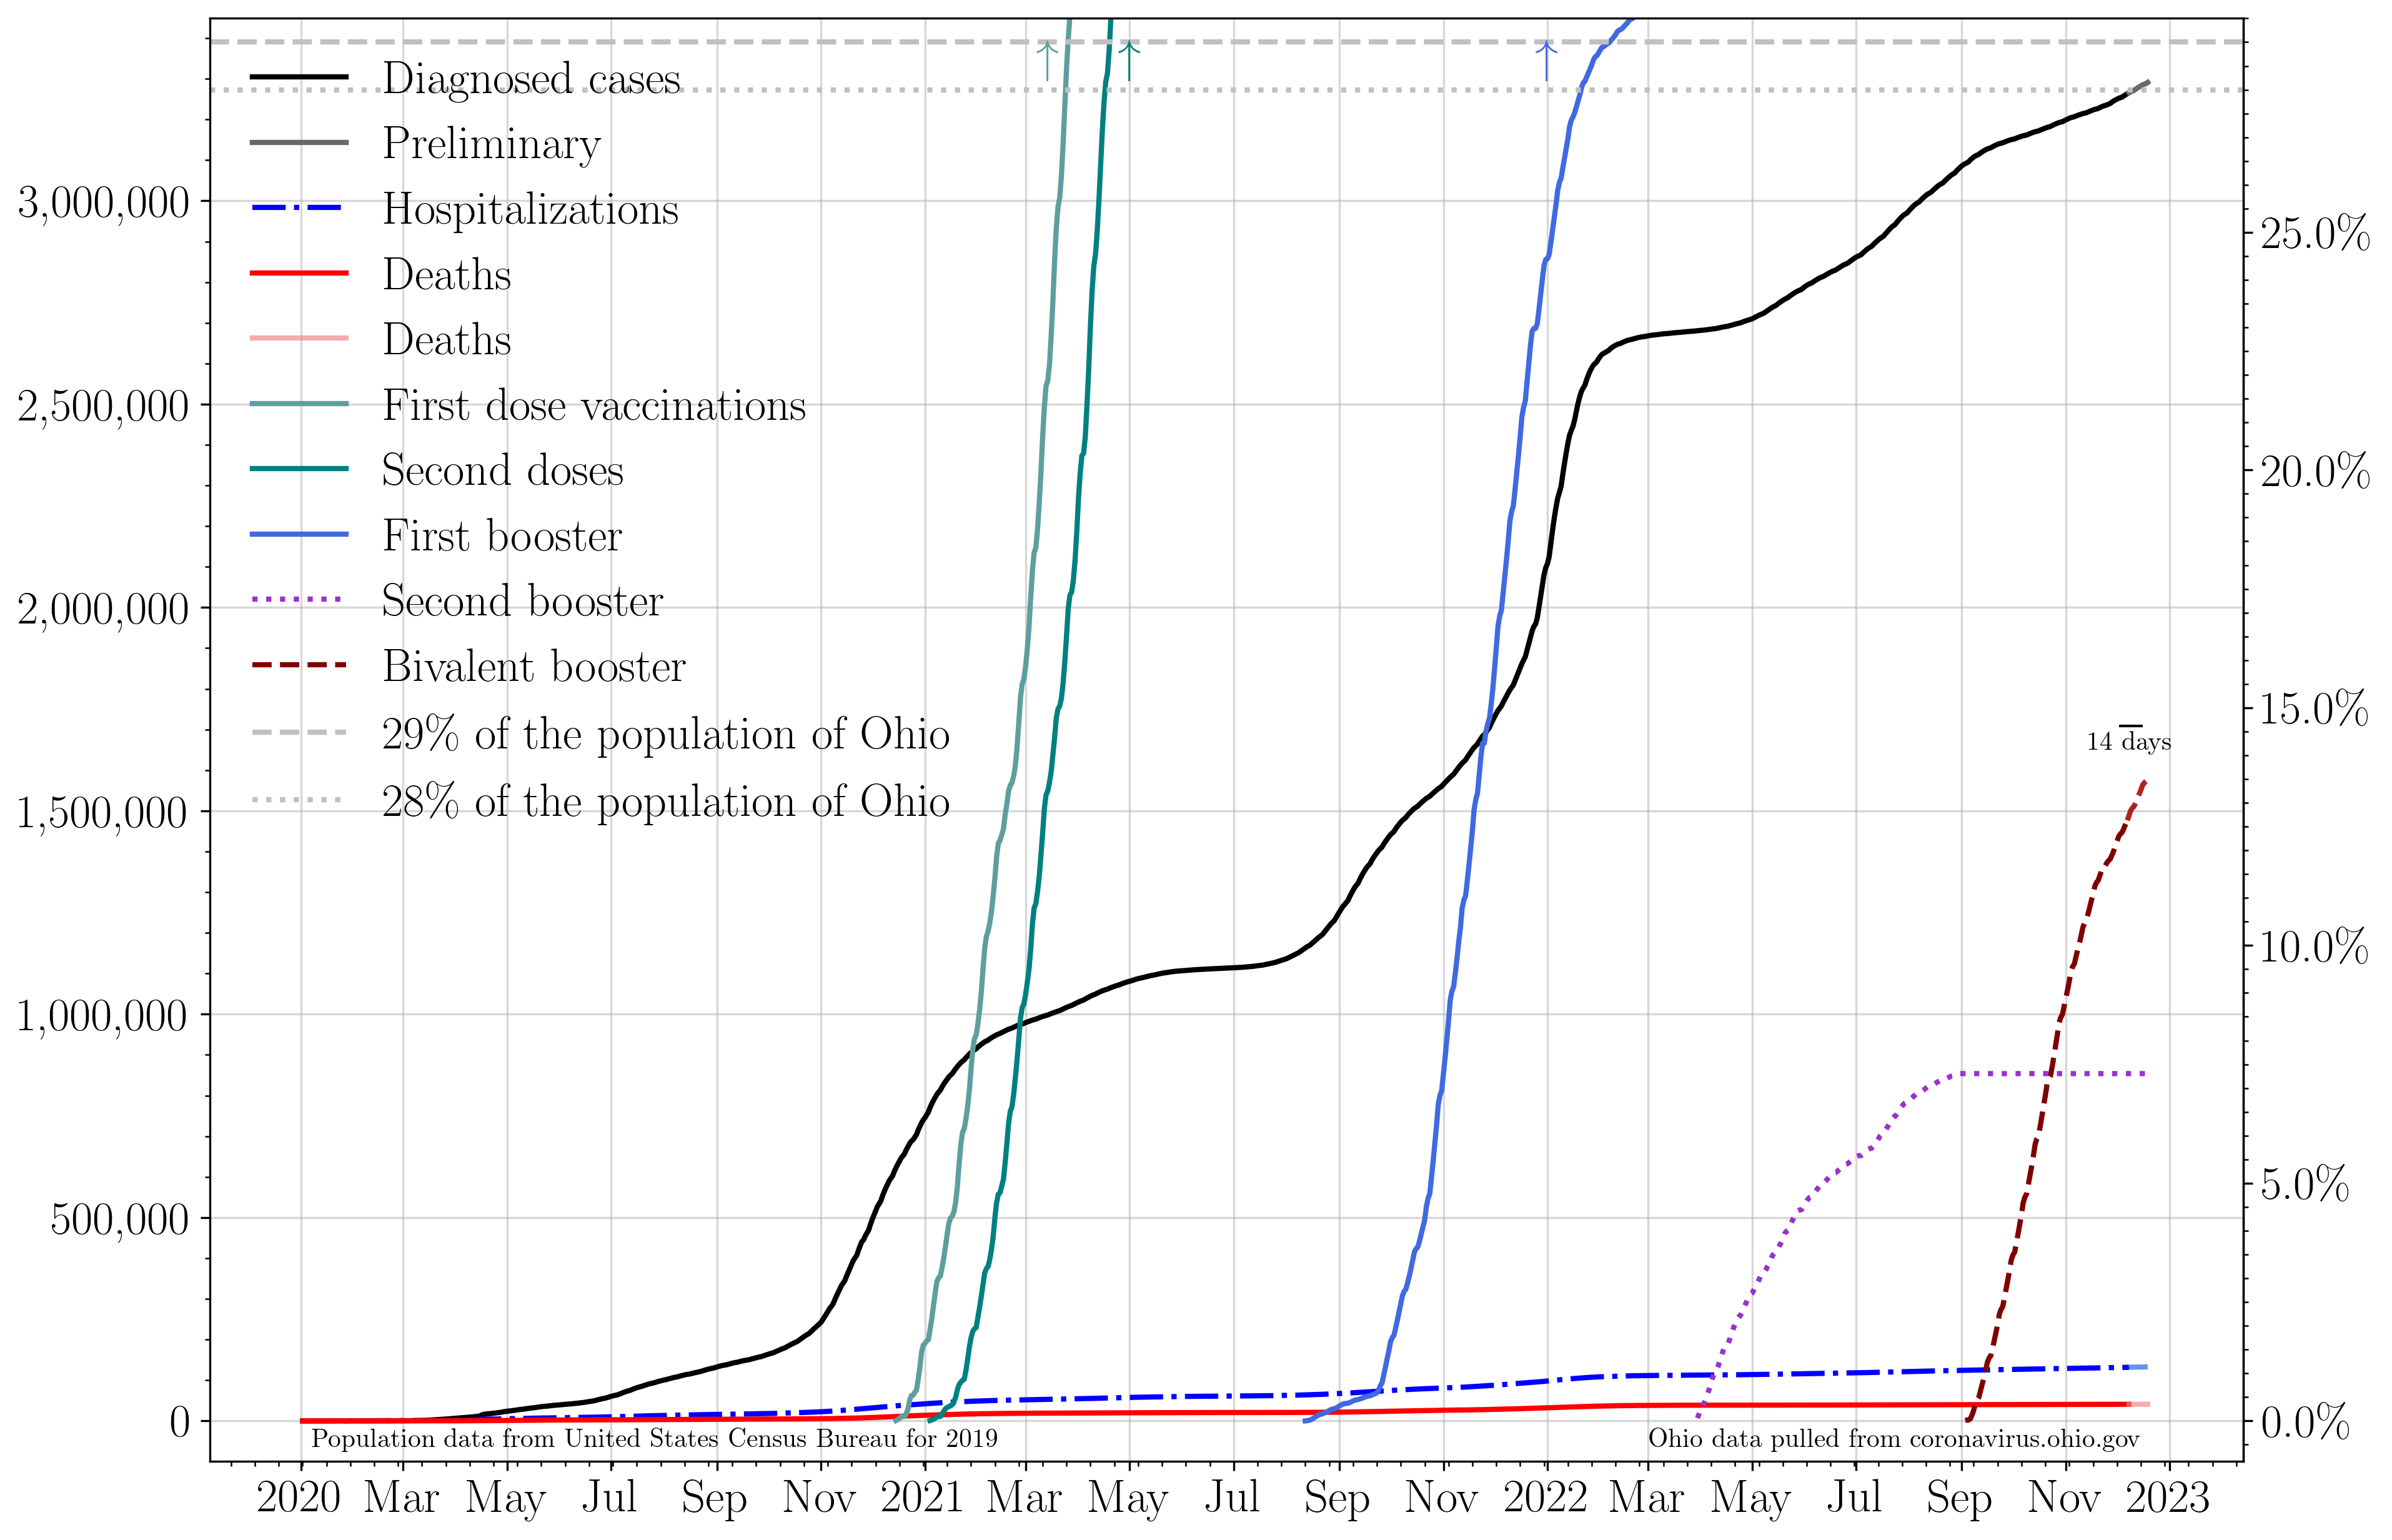 Diagnosed cases
Preliminary
Hospitalizations
Deaths
Deaths
First dose vaccinations
Second doses
First booster
Second booster
Bivalent booster
29% of the population of Ohio
28% of the population of Ohio
3,000,000
2,500,000
2,000,000
1,500,000
1,000,000
500,000
0
25.0%
20.0%
15.0%
10.0%
5.0%
0.0%
14 days
Population data from United States Census Bureau for 2019
Ohio data pulled from coronavirus.ohio.gov
2020 Mar May Jul Sep Nov 2021 Mar May Jul Sep Nov 2022 Mar May Jul Sep Nov 2023